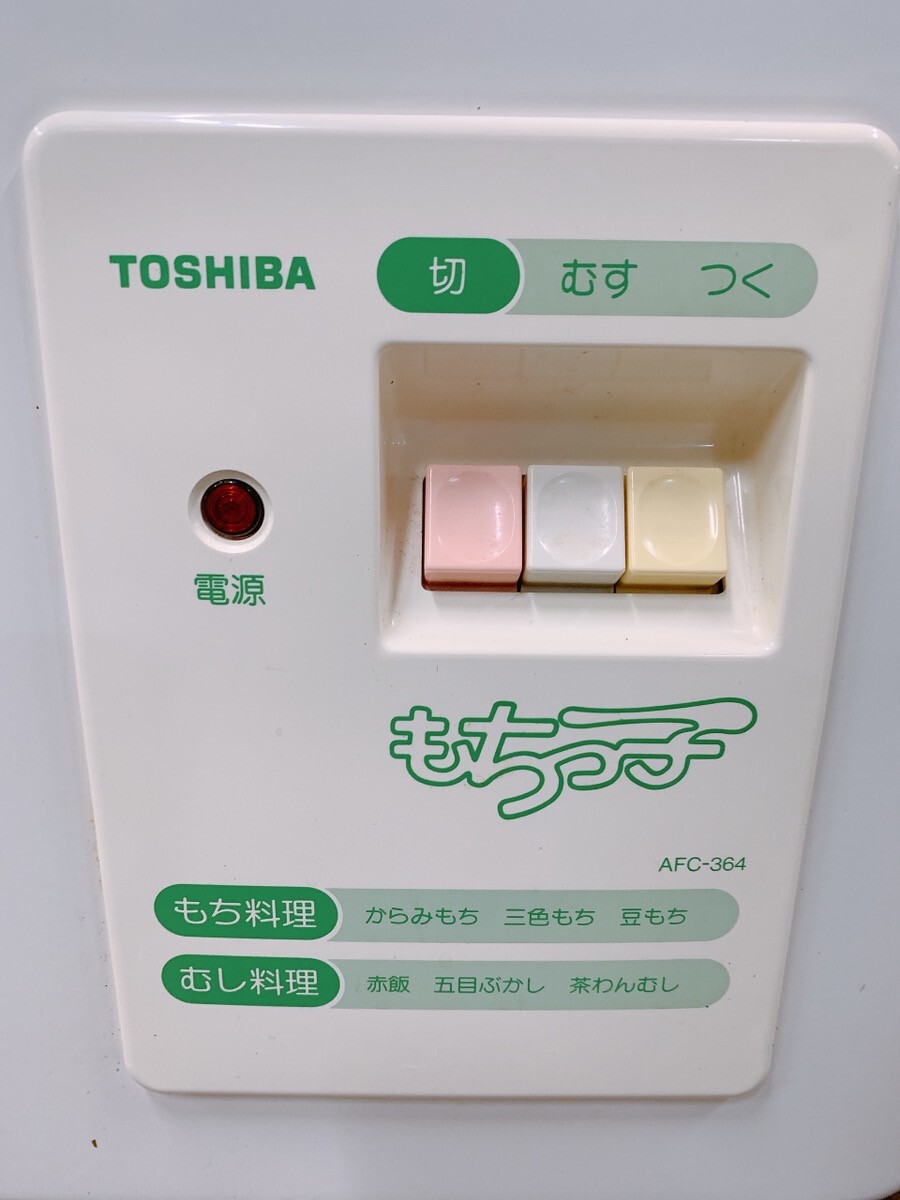 TOSHIBA
切 むす つく
電源
もちっ子
AFC-364
もち料理 からみもち 三色もち 豆もち
むし料理 赤飯 五目ぶかし 茶わんむし